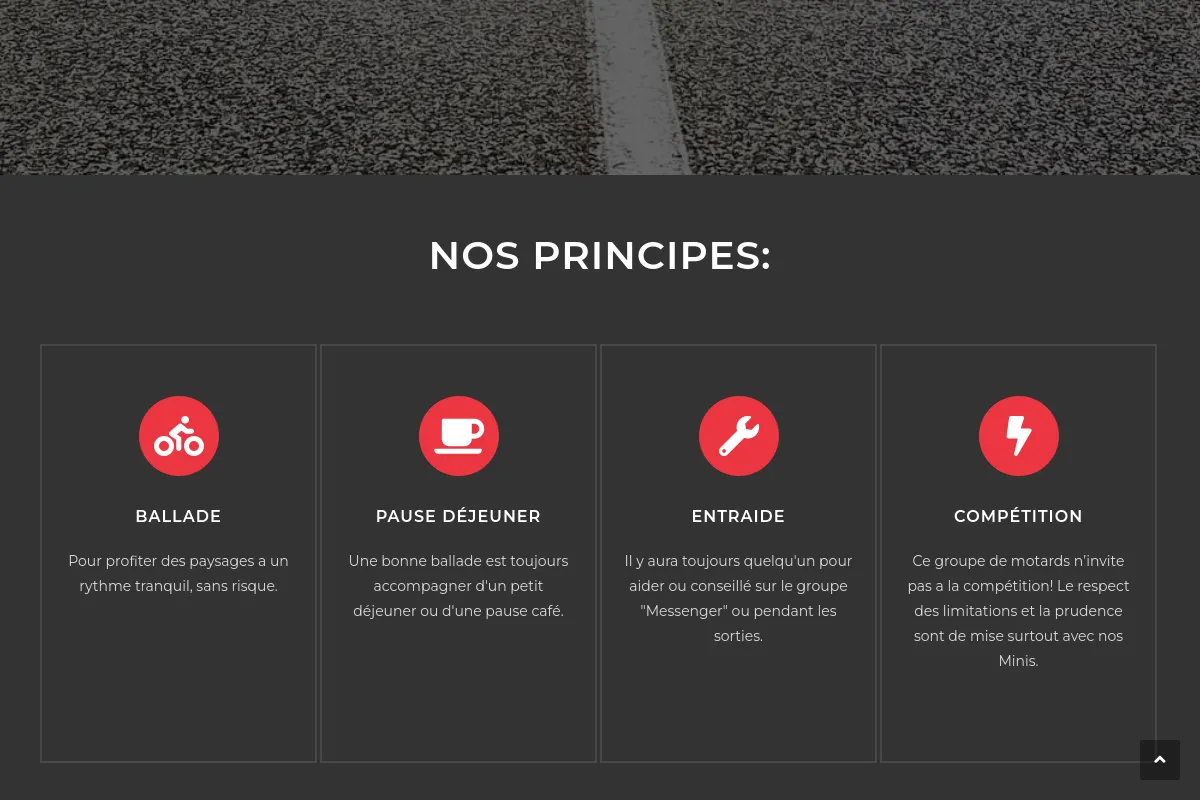 NOS PRINCIPES:
BALLADE
Pour profiter des paysages a un
rythme tranquil, sans risque.
PAUSE DÉJEUNER
Une bonne ballade est toujours
accompagner d'un petit
déjeuner ou d'une pause café.
ENTRAIDE
Il y aura toujours quelqu'un pour
aider ou conseillé sur le groupe
"Messenger" ou pendant les
sorties.
COMPÉTITION
Ce groupe de motards n'invite
pas a la compétition! Le respect
des limitations et la prudence
sont de mise surtout avec nos
Minis.